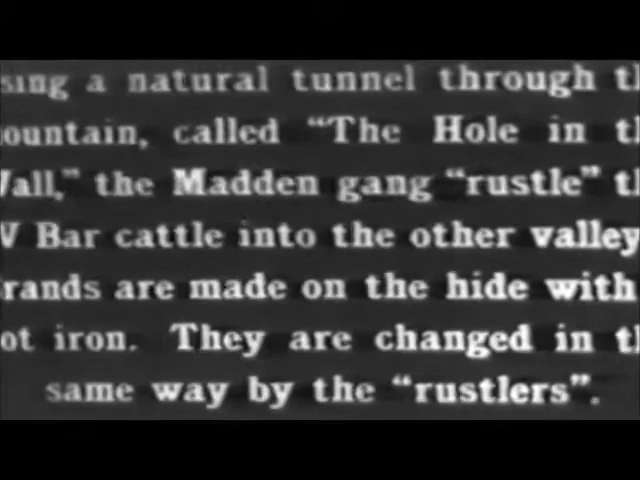 sing a natural tunnel through th
ountain, called "The Hole in th
Wall," the Madden gang "rustle" th
W Bar cattle into the other valley
rands are made on the hide with
ot iron. They are changed in th
same way by the "rustlers".